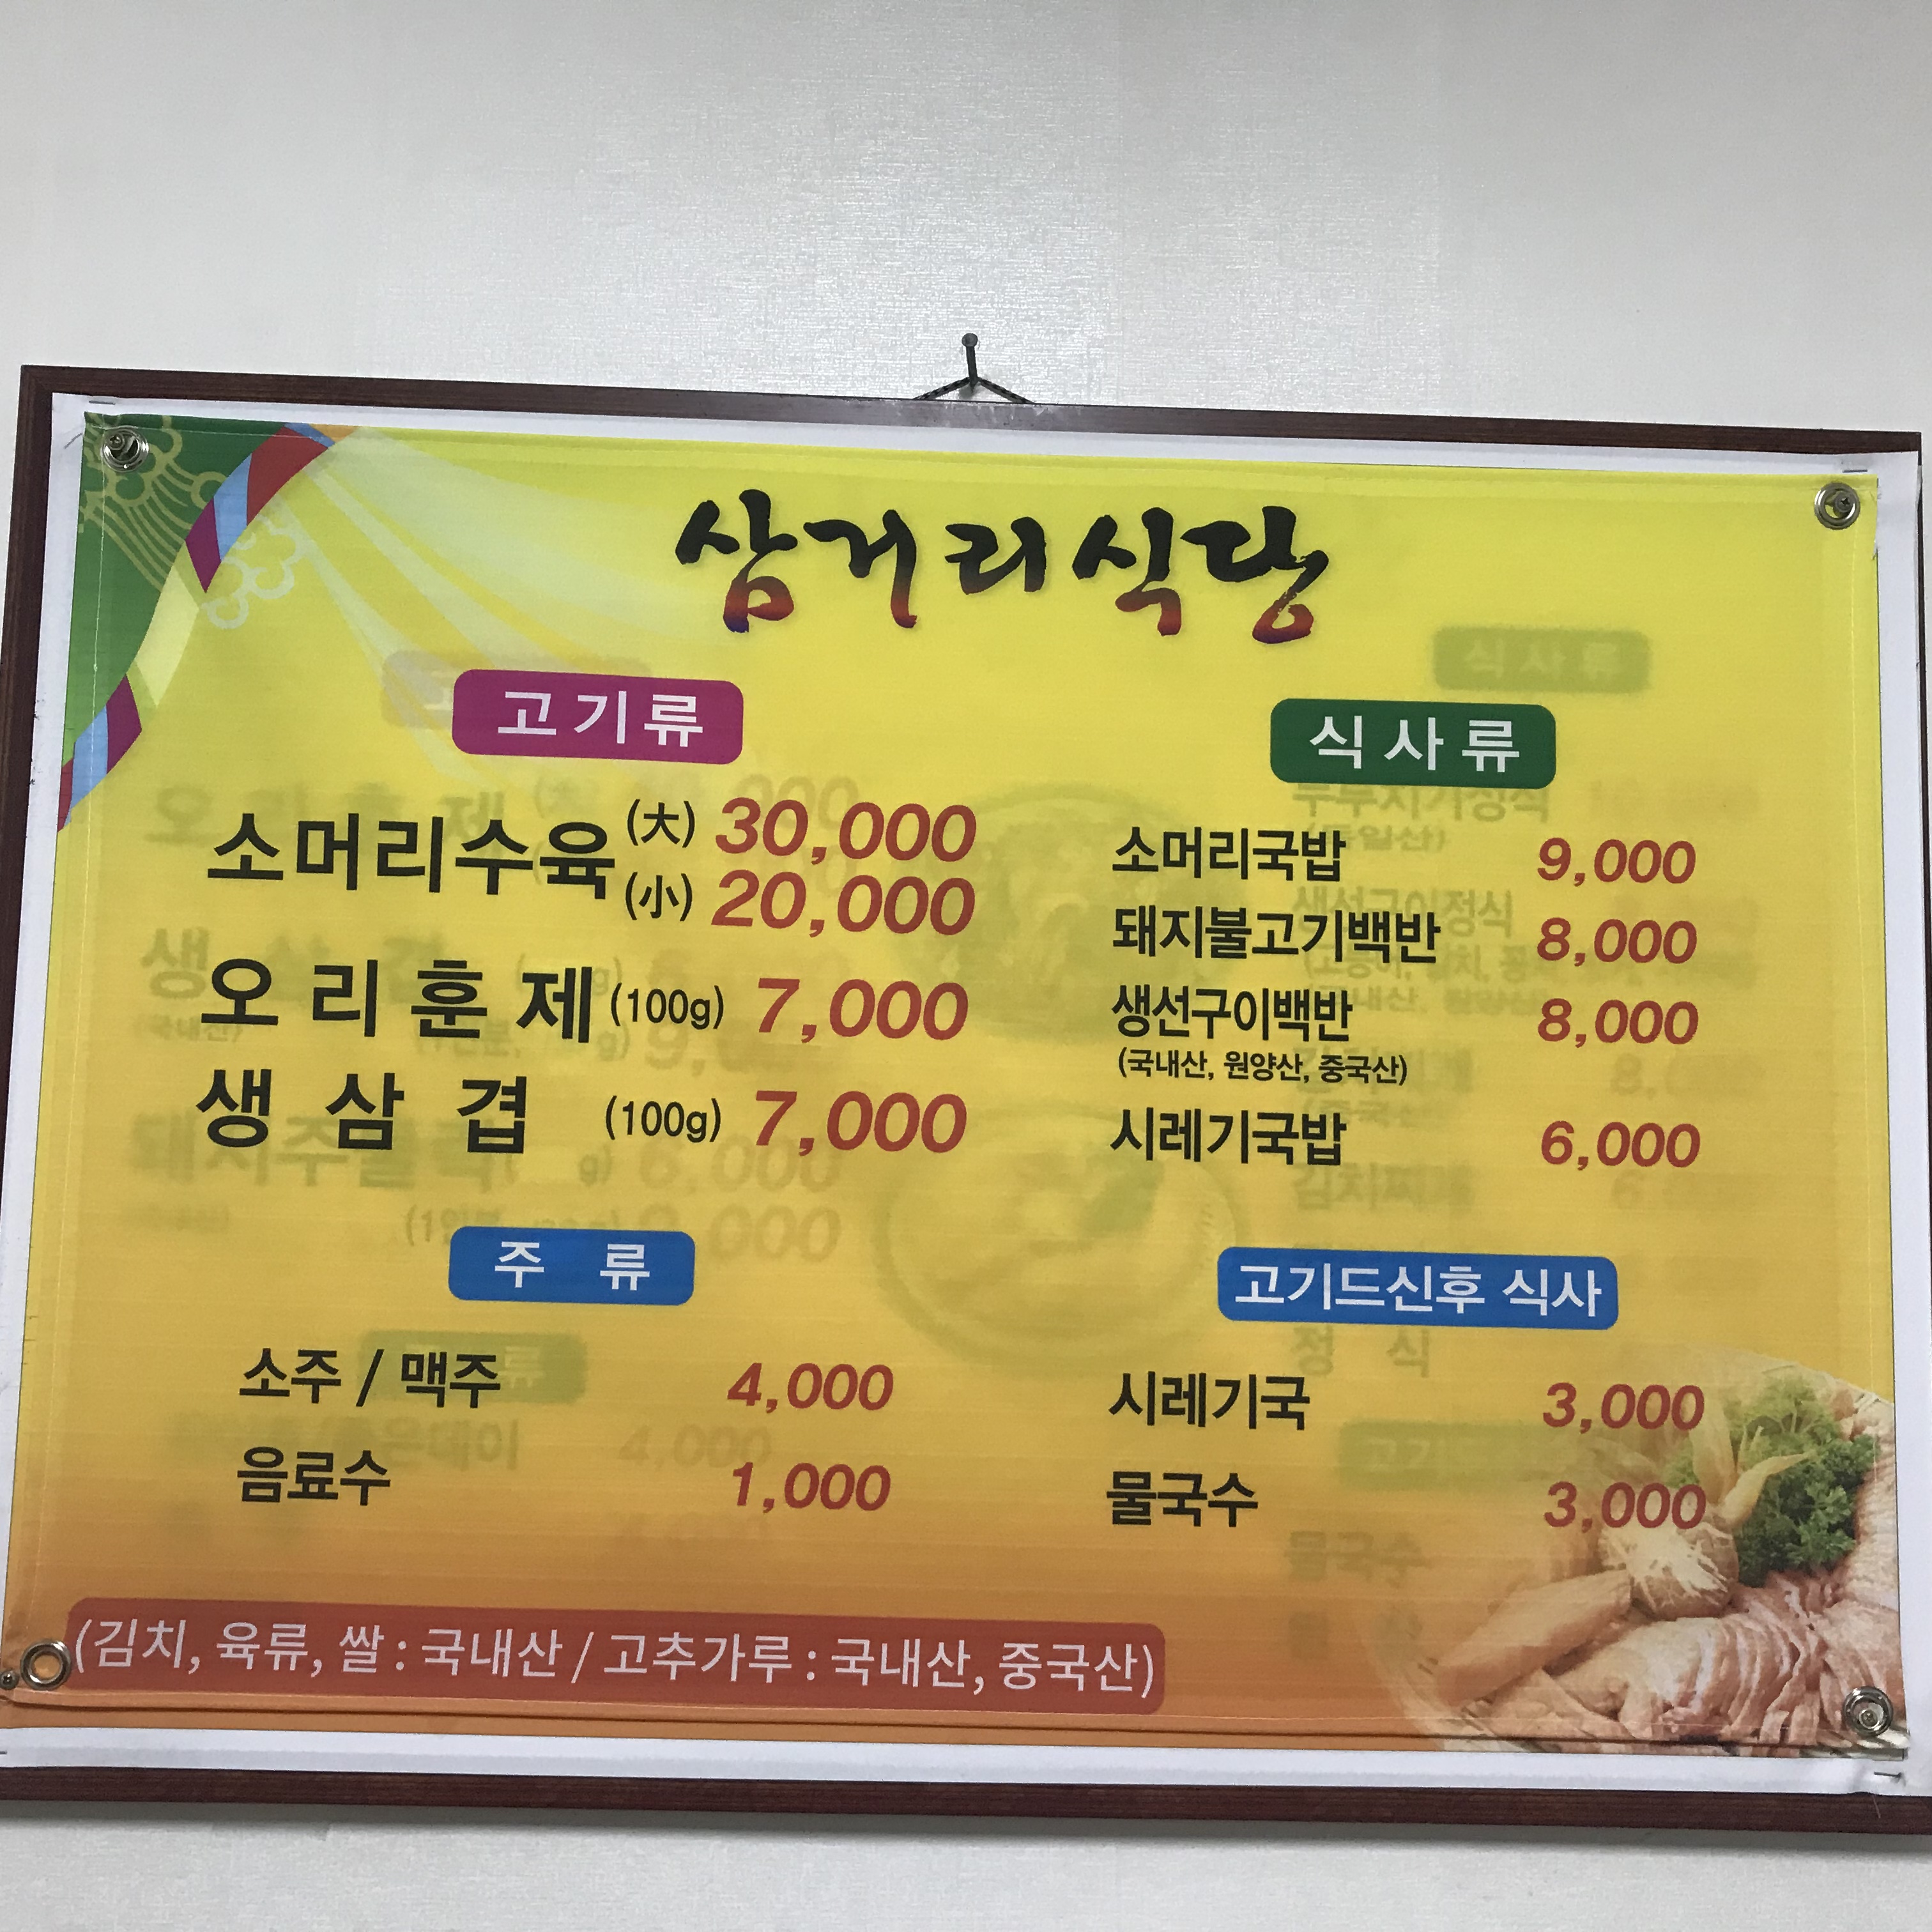 삼거리식당
고기류
소머리수육 (大) 30,000
(小) 20,000
오리훈제 (100g) 7,000
생삼겹 (100g) 7,000
식사류
소머리국밥 9,000
돼지불고기백반 8,000
생선구이백반 8,000
(국내산, 원양산, 중국산)
시레기국밥 6,000
주류
소주 / 맥주 4,000
음료수 1,000
고기드신후 식사
시레기국 3,000
물국수 3,000
(김치, 육류, 쌀 : 국내산 / 고추가루 : 국내산, 중국산)